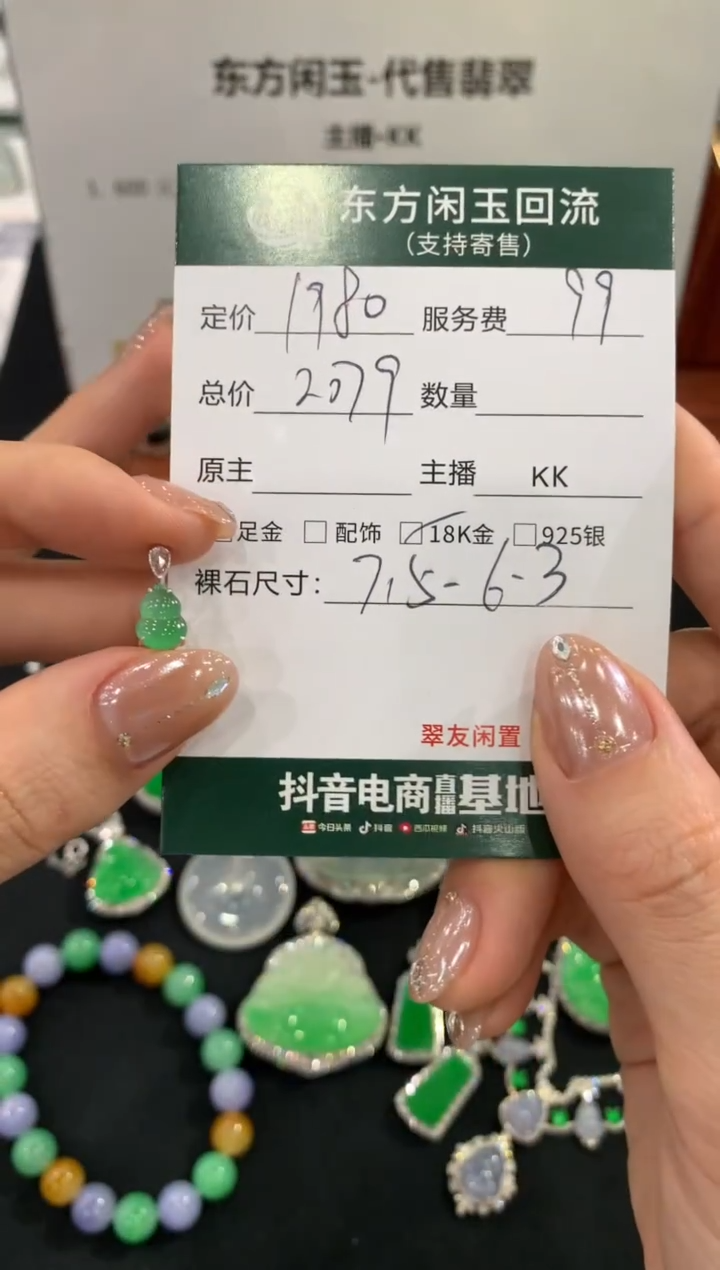 东方闲玉-代售翡翠
主播-KK
东方闲玉回流
(支持寄售)
定价 1980 服务费 99
总价 2079 数量
原主 主播 KK
足金 配饰 18K金 925银
裸石尺寸: 7.5-6-3
翠友闲置
抖音电商直播基地
今日头条 抖音 西瓜视频 抖音火山版